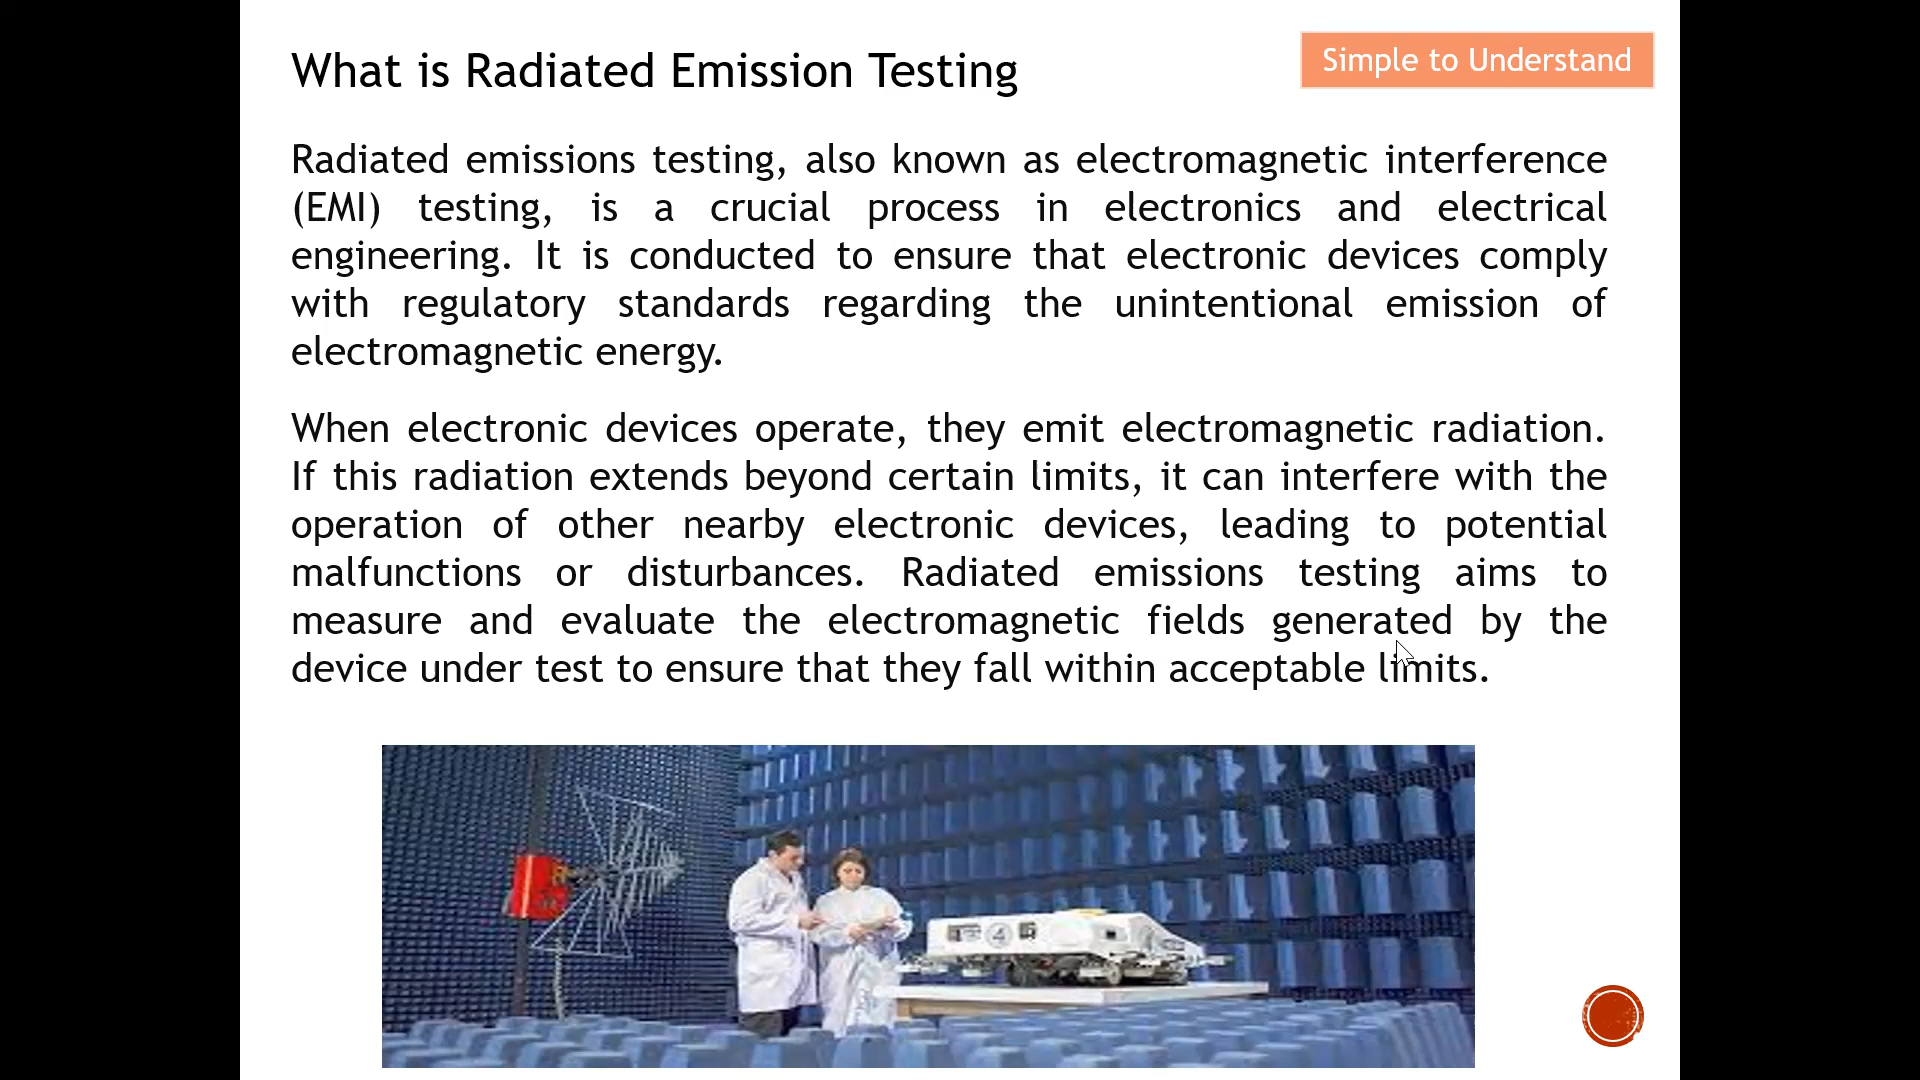 What is Radiated Emission Testing
Simple to Understand
Radiated emissions testing, also known as electromagnetic interference
(EMI) testing, is a crucial process in electronics and electrical
engineering. It is conducted to ensure that electronic devices comply
with regulatory standards regarding the unintentional emission of
electromagnetic energy.
When electronic devices operate, they emit electromagnetic radiation.
If this radiation extends beyond certain limits, it can interfere with the
operation of other nearby electronic devices, leading to potential
malfunctions or disturbances. Radiated emissions testing aims to
measure and evaluate the electromagnetic fields generated by the
device under test to ensure that they fall within acceptable limits.
4